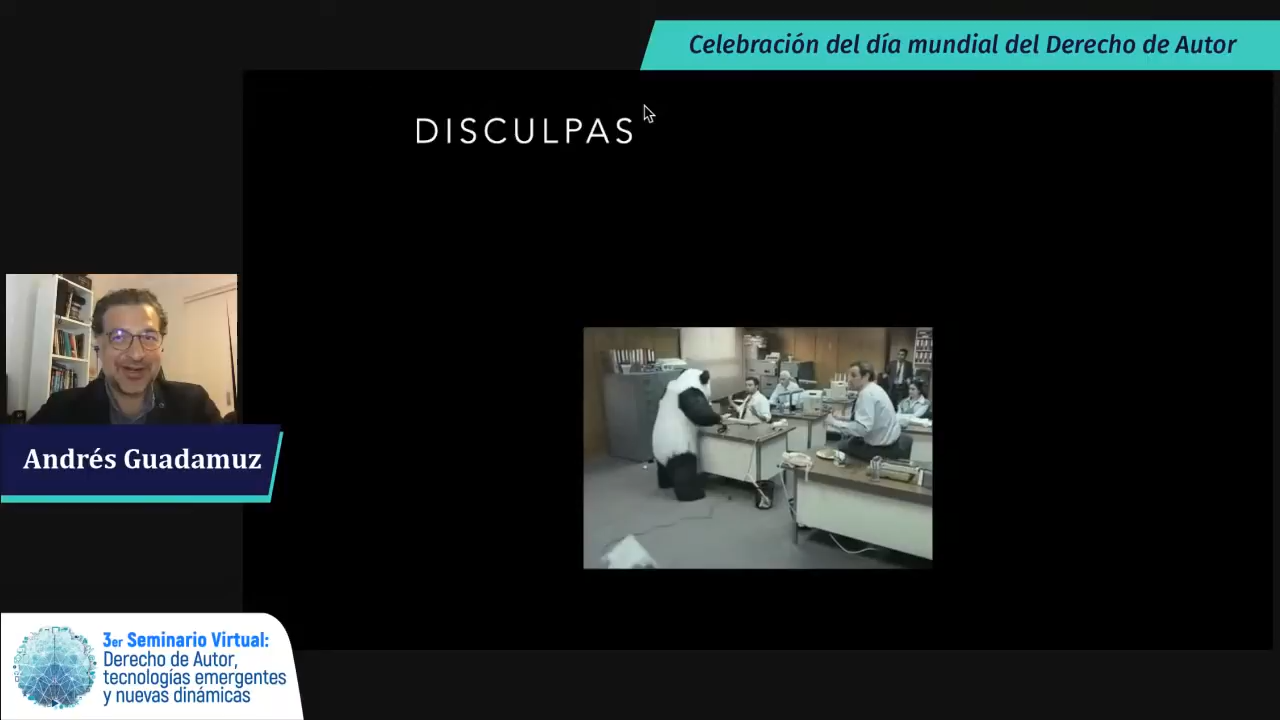 Celebración del día mundial del Derecho de Autor
DISCULPAS
Andrés Guadamuz
3er Seminario Virtual:
Derecho de Autor,
tecnologías emergentes
y nuevas dinámicas